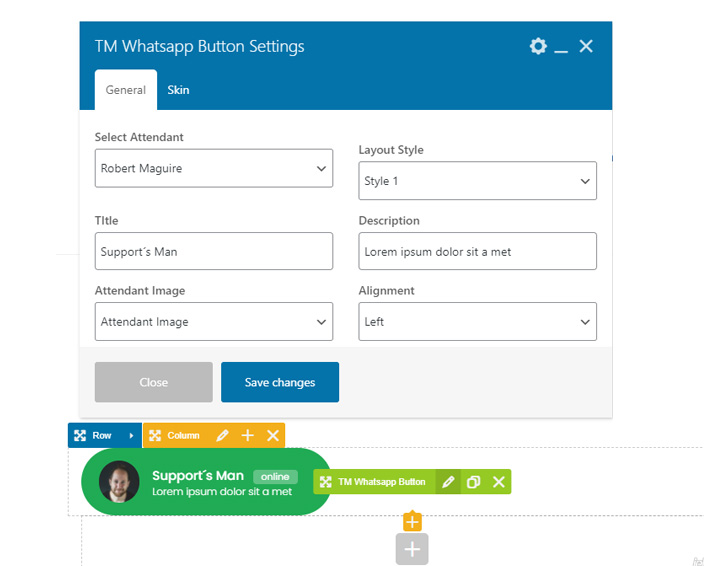 TM Whatsapp Button Settings
General
Skin
Select Attendant
Layout Style
Robert Maguire
Style 1
TItle
Description
Support´s Man
Lorem ipsum dolor sit a met
Attendant Image
Alignment
Attendant Image
Left
Close
Save changes
Row
Column
Support´s Man
online
Lorem ipsum dolor sit a met
TM Whatsapp Button